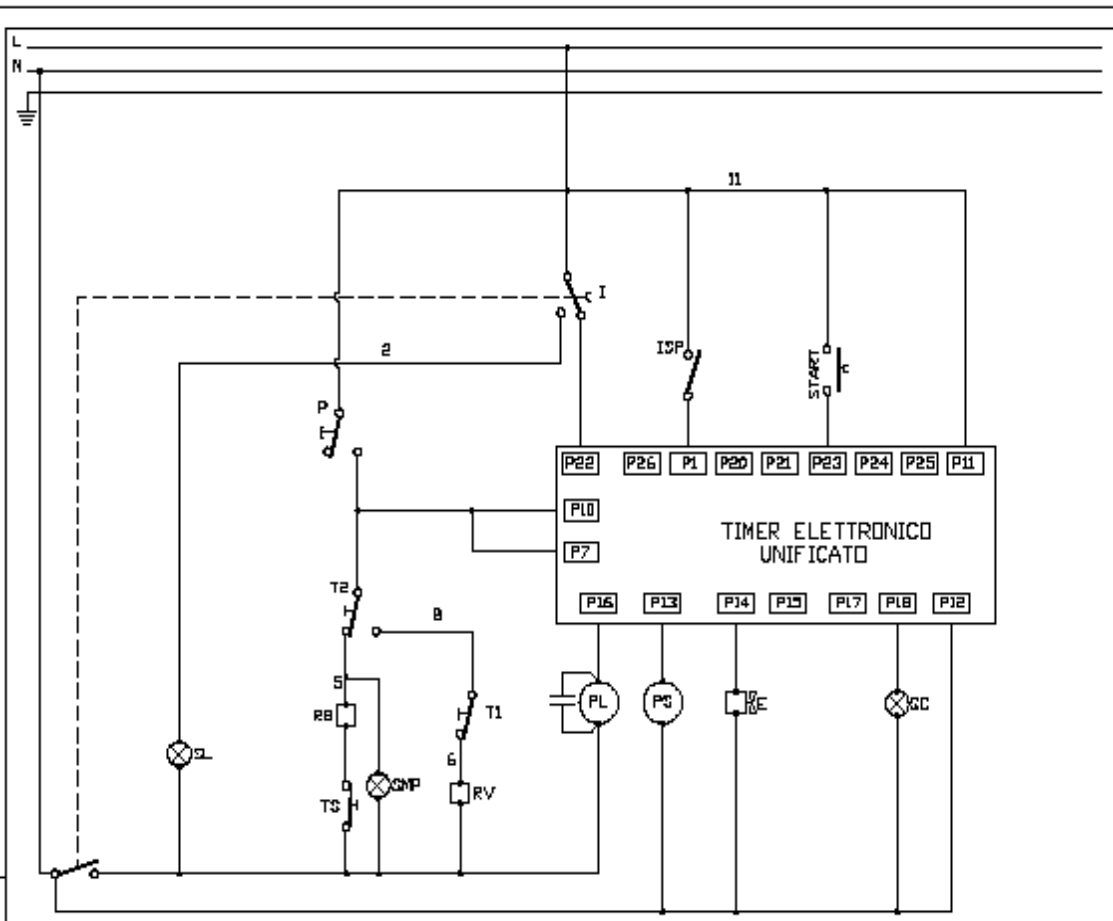 L
N
11
I
2
ISP
START
P
P22 P26 P1 P20 P21 P23 P24 P25 P11
P10
TIMER ELETTRONICO
UNIFICATO
P7
T2
8
P16 P13 P14 P15 P17 P18 P12
5
RB
T1
PL
PS
E
SC
SL
6
TS
SMP
RV